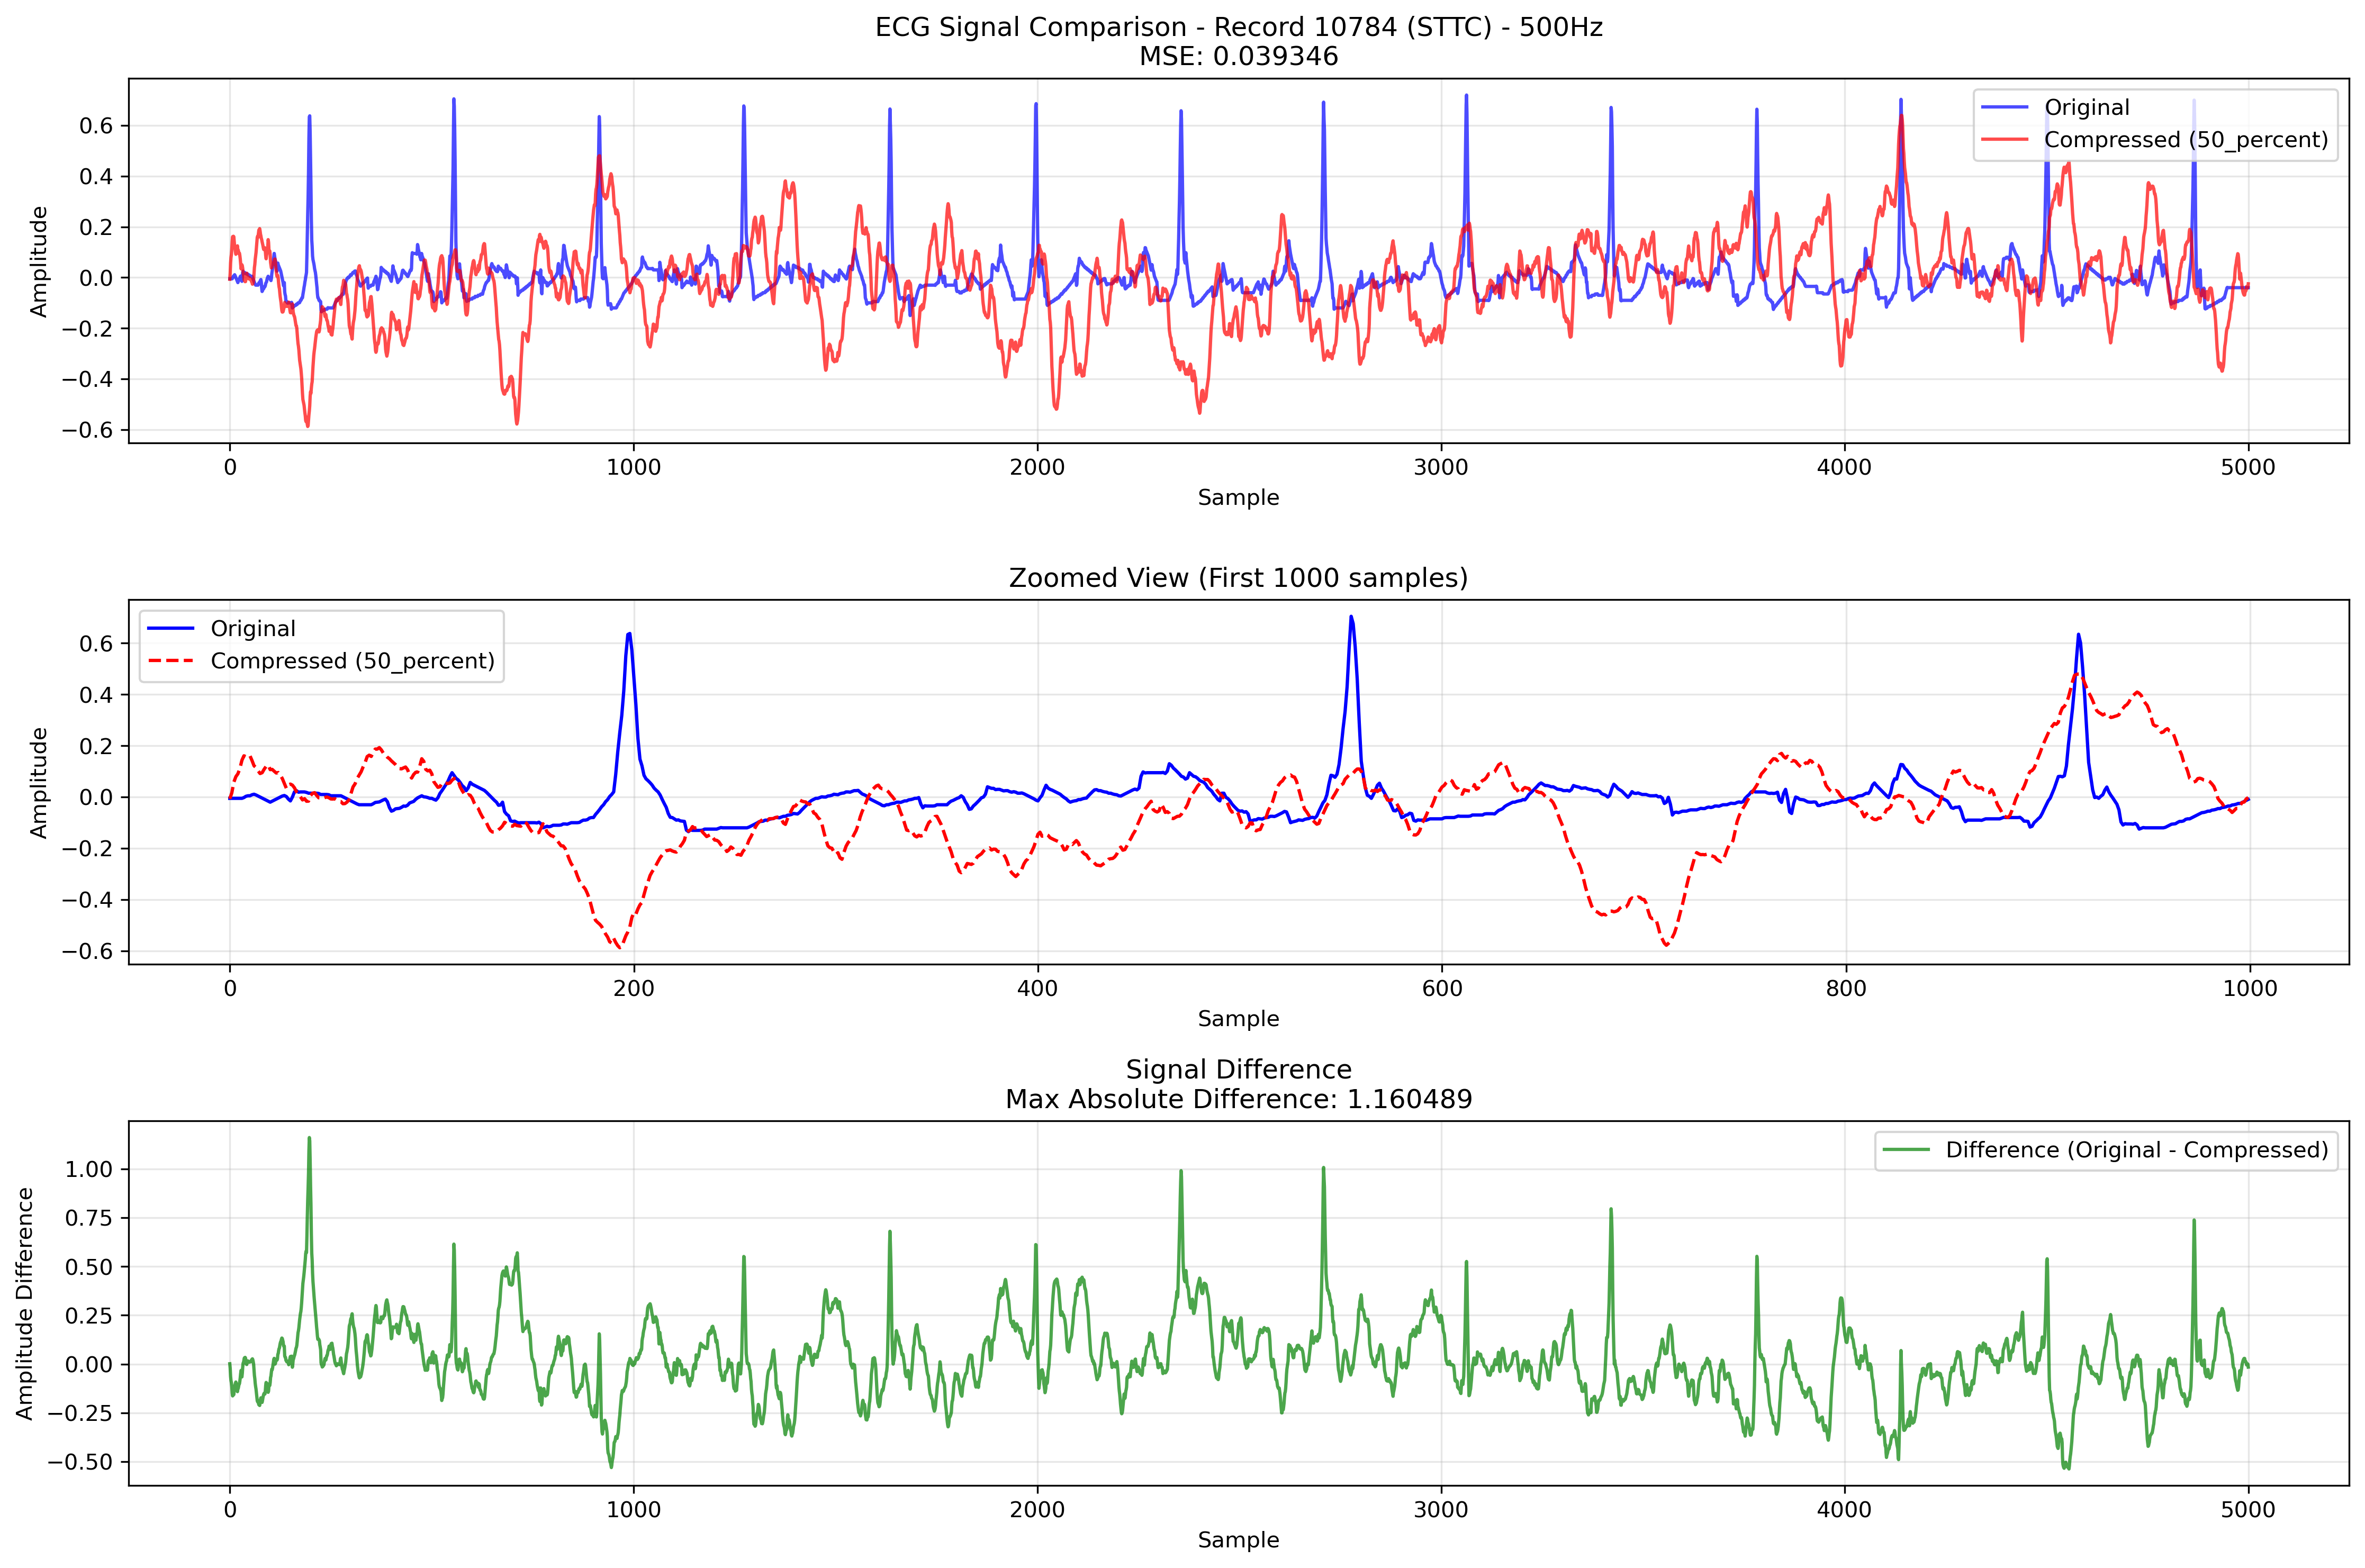 ECG Signal Comparison - Record 10784 (STTC) - 500Hz
MSE: 0.039346
Original
Compressed (50_percent)
Amplitude
0.6
0.4
0.2
0.0
−0.2
−0.4
−0.6
0 1000 2000 3000 4000 5000
Sample
Zoomed View (First 1000 samples)
Original
Compressed (50_percent)
Amplitude
0.6
0.4
0.2
0.0
−0.2
−0.4
−0.6
0 200 400 600 800 1000
Sample
Signal Difference
Max Absolute Difference: 1.160489
Difference (Original - Compressed)
Amplitude Difference
1.00
0.75
0.50
0.25
0.00
−0.25
−0.50
0 1000 2000 3000 4000 5000
Sample